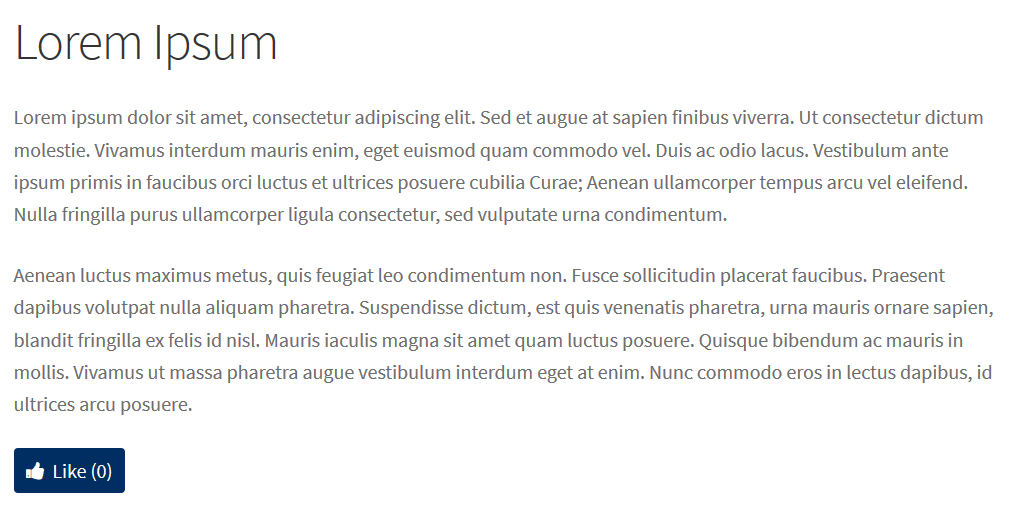 Lorem Ipsum
Lorem ipsum dolor sit amet, consectetur adipiscing elit. Sed et augue at sapien finibus viverra. Ut consectetur dictum
molestie. Vivamus interdum mauris enim, eget euismod quam commodo vel. Duis ac odio lacus. Vestibulum ante
ipsum primis in faucibus orci luctus et ultrices posuere cubilia Curae; Aenean ullamcorper tempus arcu vel eleifend.
Nulla fringilla purus ullamcorper ligula consectetur, sed vulputate urna condimentum.
Aenean luctus maximus metus, quis feugiat leo condimentum non. Fusce sollicitudin placerat faucibus. Praesent
dapibus volutpat nulla aliquam pharetra. Suspendisse dictum, est quis venenatis pharetra, urna mauris ornare sapien,
blandit fringilla ex felis id nisl. Mauris iaculis magna sit amet quam luctus posuere. Quisque bibendum ac mauris in
mollis. Vivamus ut massa pharetra augue vestibulum interdum eget at enim. Nunc commodo eros in lectus dapibus, id
ultrices arcu posuere.
Like (0)